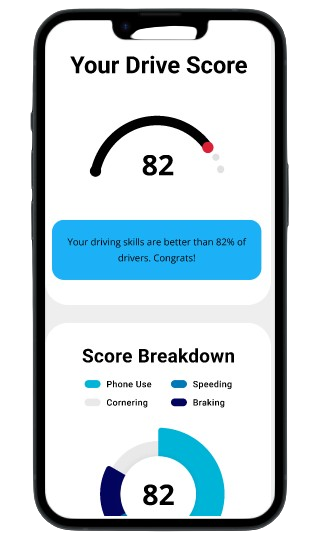 Your Drive Score
82
Your driving skills are better than 82% of
drivers. Congrats!
Score Breakdown
Phone Use
Speeding
Cornering
Braking
82